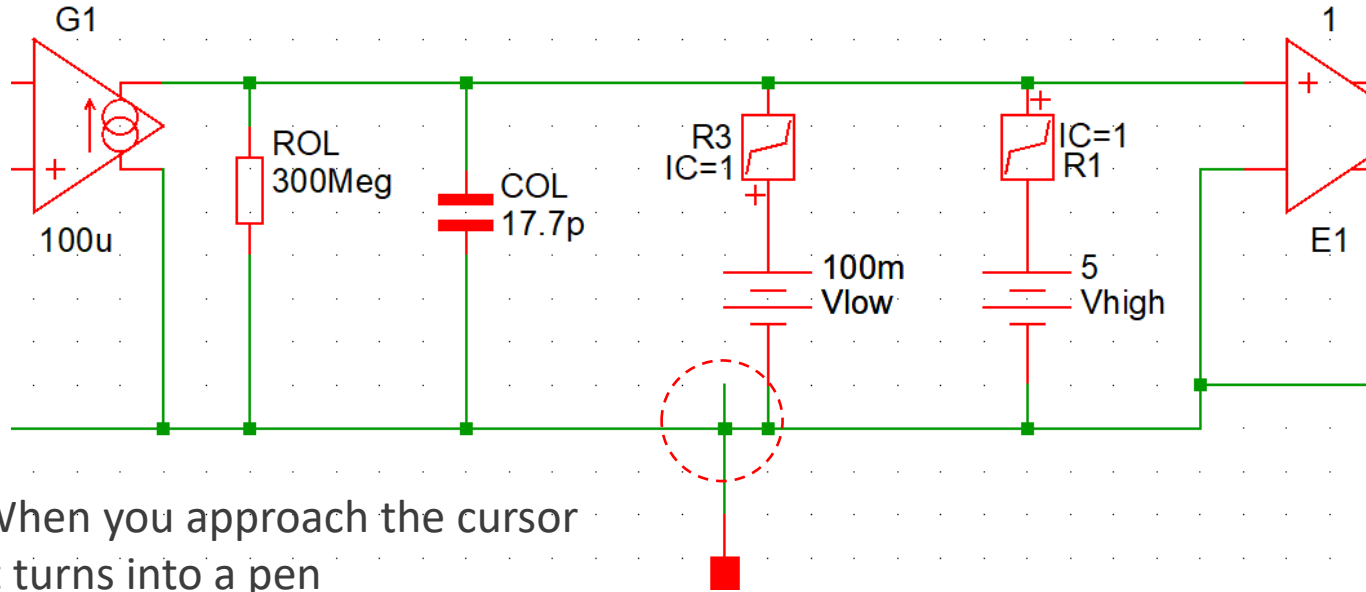 G1
1
ROL
300Meg
COL
17.7p
R3
IC=1
IC=1
R1
100u
100m
Vlow
5
Vhigh
E1
When you approach the cursor
t turns into a pen